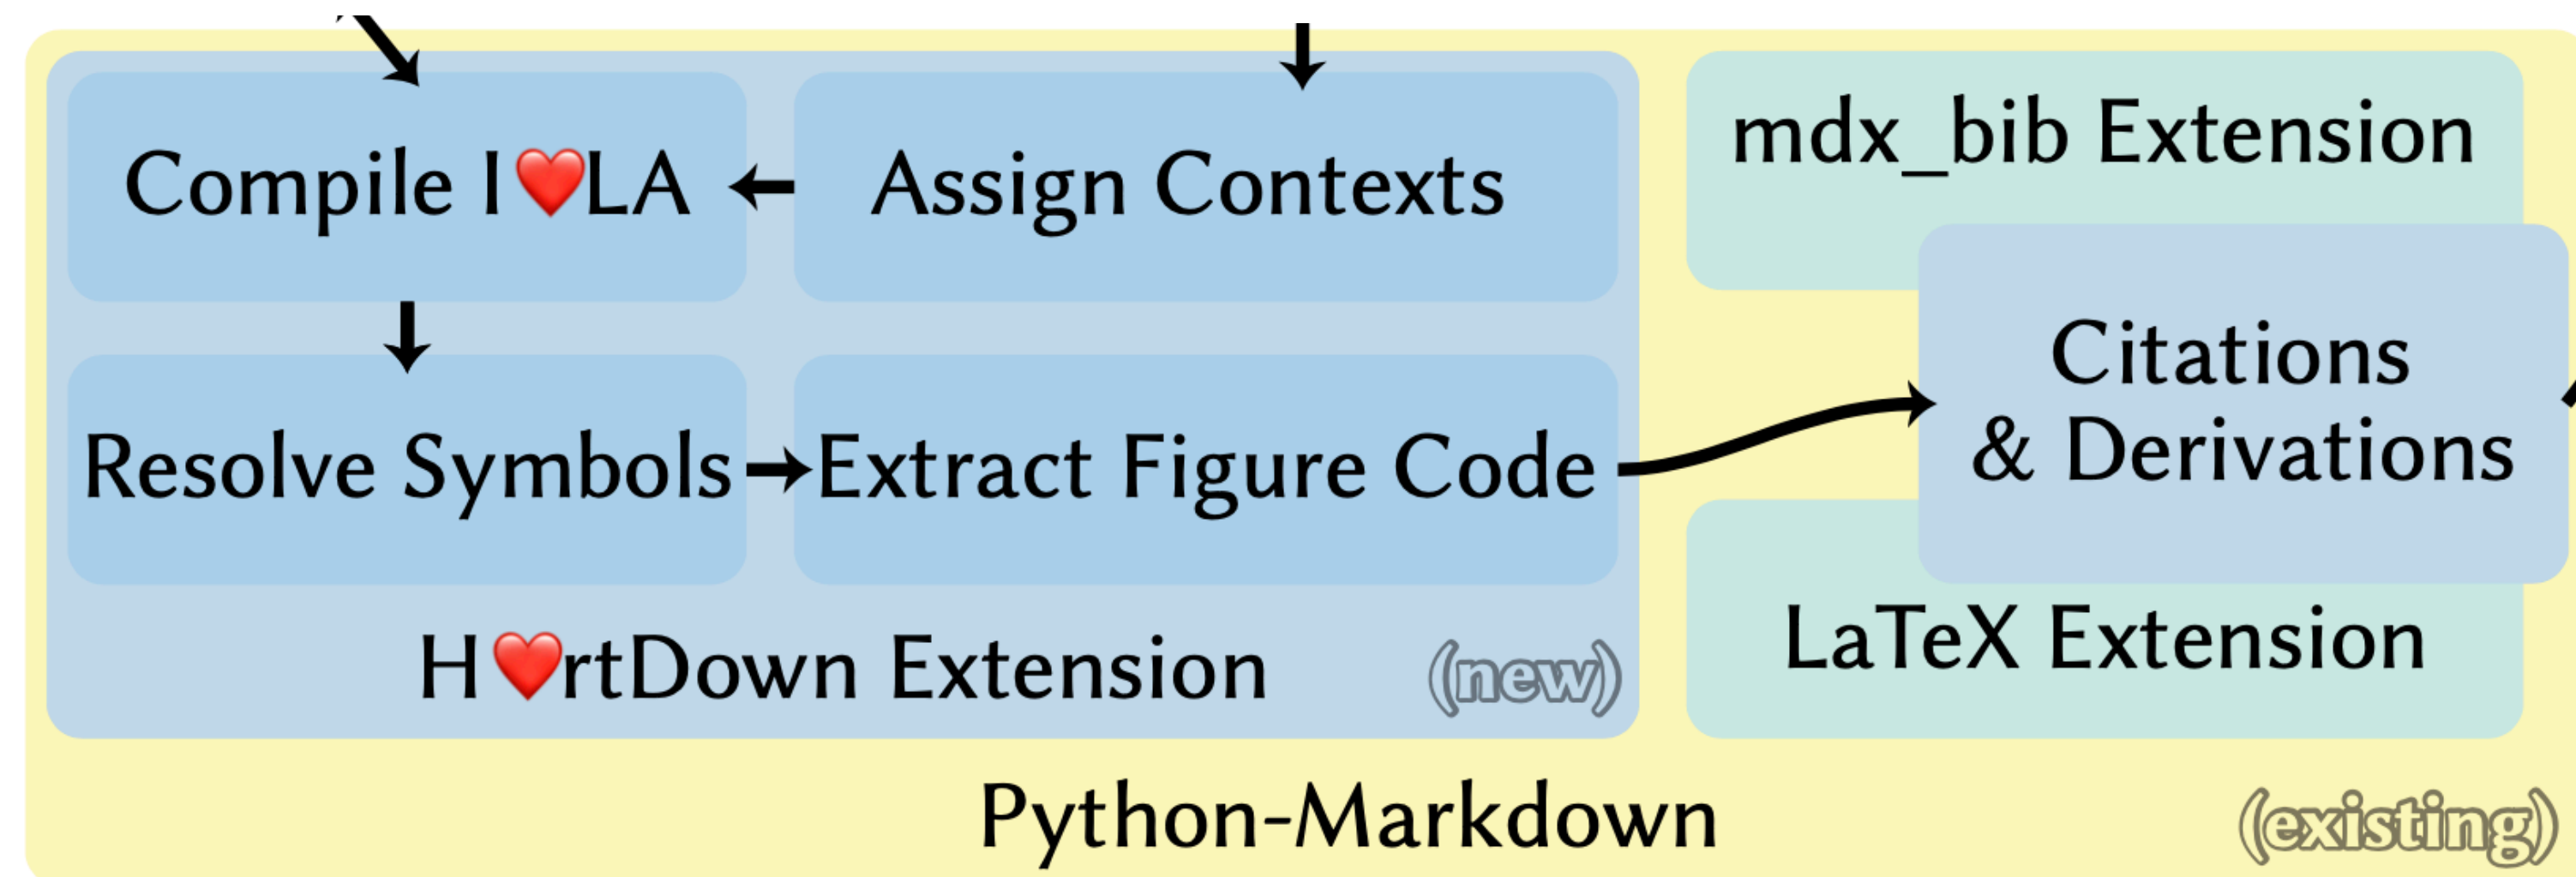 Compile I❤️LA
Assign Contexts
Resolve Symbols
Extract Figure Code
H❤️rtDown Extension
(new)
mdx_bib Extension
Citations
& Derivations
LaTeX Extension
Python-Markdown
(existing)